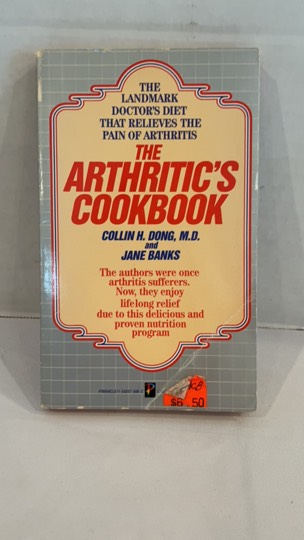 THE
LANDMARK
DOCTOR'S DIET
THAT RELIEVES THE
PAIN OF ARTHRITIS
THE
ARTHRITIC'S
COOKBOOK
COLLIN H. DONG, M.D.
and
JANE BANKS
The authors were once
arthritis sufferers.
Now, they enjoy
lifelong relief
due to this delicious and
proven nutrition
program
$6 50